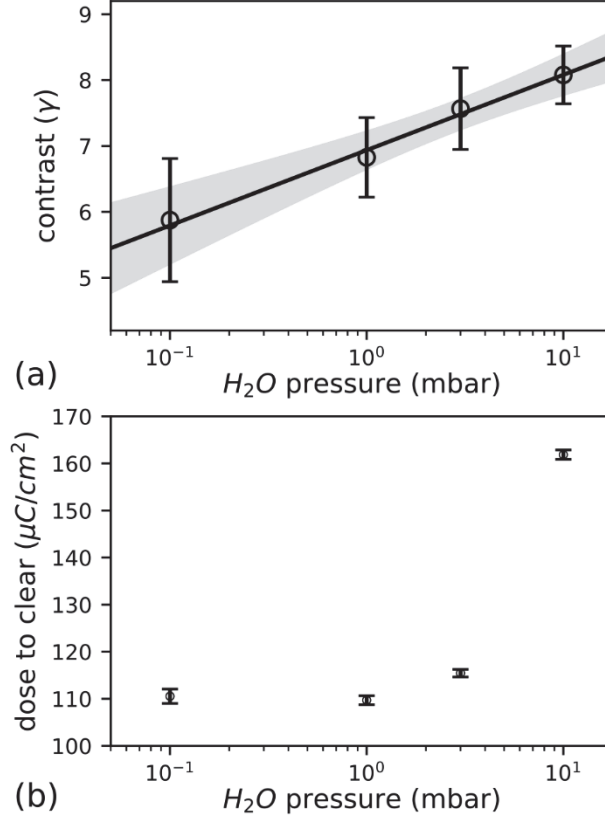 9
8
7
6
5
contrast (γ)
10⁻¹ 10⁰ 10¹
(a) H₂O pressure (mbar)
170
160
150
140
130
120
110
100
dose to clear (μC/cm²)
10⁻¹ 10⁰ 10¹
(b) H₂O pressure (mbar)